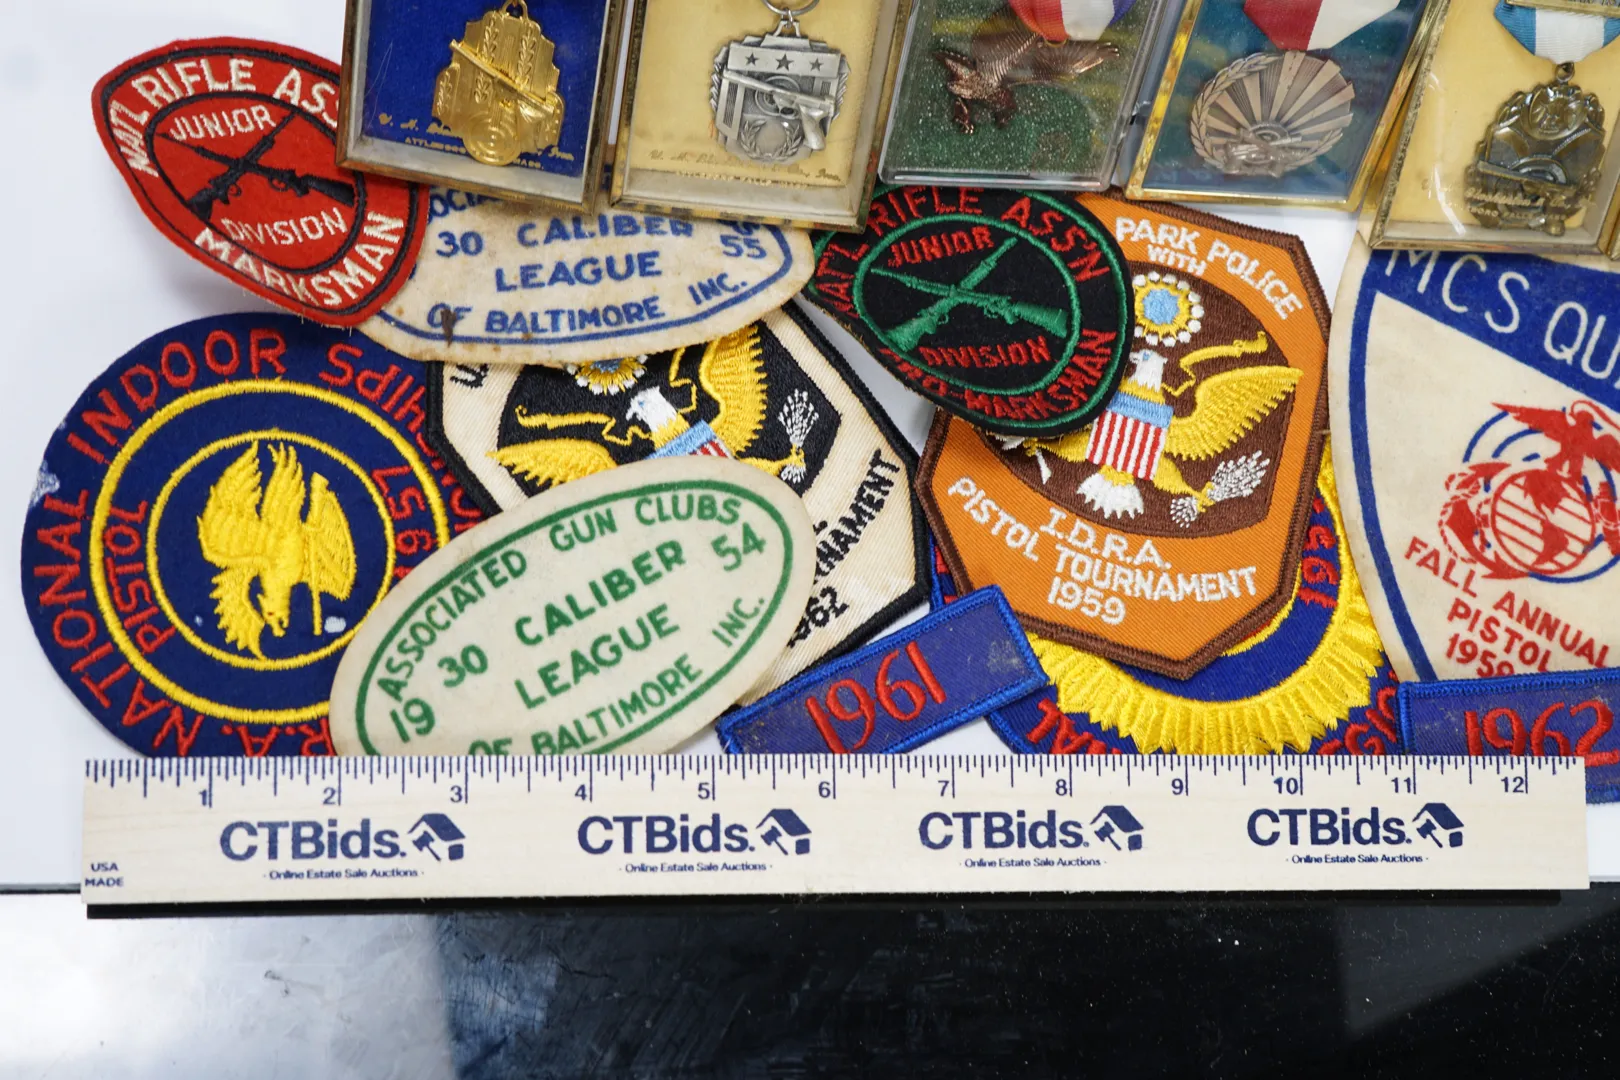 NAT'L RIFLE ASS
JUNIOR
DIVISION
MARKSMAN
30 CALIBER 55
LEAGUE
OF BALTIMORE INC.
NAT'L RIFLE ASS'N
JUNIOR
DIVISION
PRO-MARKSMAN
PARK POLICE
WITH
I.D.R.A.
PISTOL TOURNAMENT
1959
MCS QU
FALL ANNUAL
PISTOL
1959
NATIONAL INDOOR
PISTOL
1957
ASSOCIATED GUN CLUBS
19 30 CALIBER 54
LEAGUE
OF BALTIMORE INC.
1961
1962
1 2 3 4 5 6 7 8 9 10 11 12
CTBids. CTBids. CTBids. CTBids.
· Online Estate Sale Auctions · · Online Estate Sale Auctions · · Online Estate Sale Auctions · · Online Estate Sale Auctions ·
USA
MADE